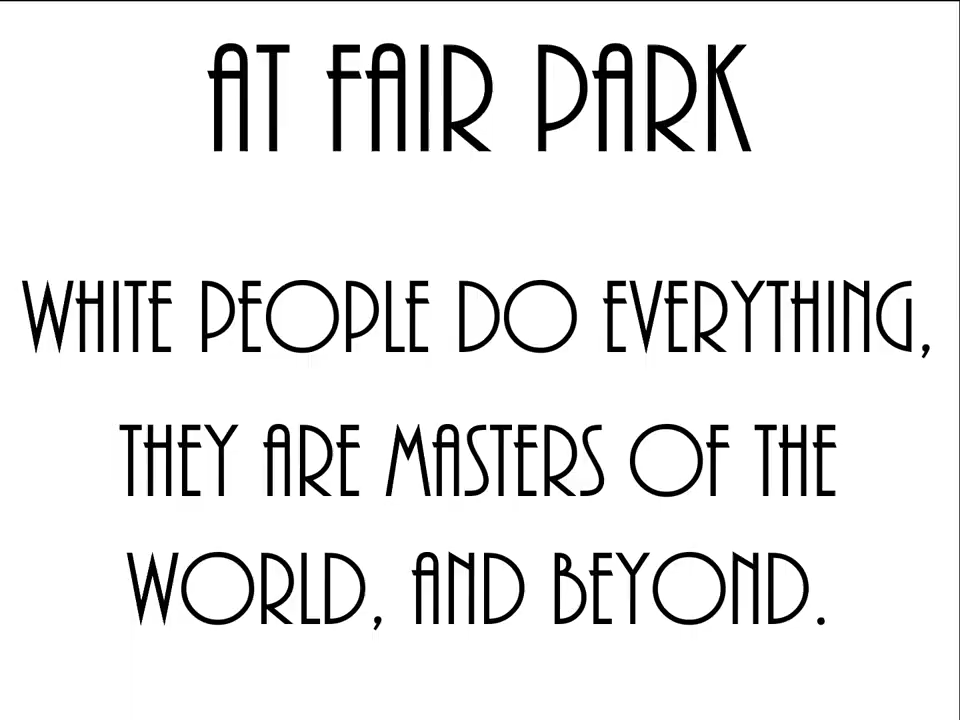 AT FAIR PARK
WHITE PEOPLE DO EVERYTHING,
THEY ARE MASTERS OF THE
WORLD, AND BEYOND.